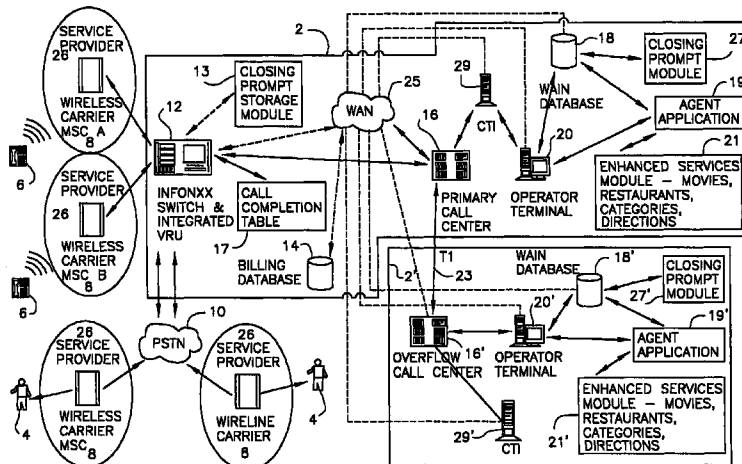 SERVICE
PROVIDER
26
WIRELESS
CARRIER
MSC A
8
6
SERVICE
PROVIDER
26
WIRELESS
CARRIER
MSC B
8
6
2
13
CLOSING
PROMPT
STORAGE
MODULE
12
INFONXX
SWITCH &
INTEGRATED
VRU
CALL
COMPLETION
TABLE
17
14
BILLING
DATABASE
25
WAN
29
CTI
16
PRIMARY
CALL
CENTER
18
WAIN
DATABASE
20
OPERATOR
TERMINAL
27
CLOSING
PROMPT
MODULE
19
AGENT
APPLICATION
21
ENHANCED SERVICES
MODULE – MOVIES,
RESTAURANTS,
CATEGORIES,
DIRECTIONS
T1
23
2'
10
PSTN
26
SERVICE
PROVIDER
WIRELESS
CARRIER
MSC 8
4
26
SERVICE
PROVIDER
WIRELINE
CARRIER
8
4
WAIN
DATABASE
18'
CLOSING
PROMPT
MODULE
27'
20'
19'
OVERFLOW
CALL CENTER
16'
OPERATOR
TERMINAL
AGENT
APPLICATION
ENHANCED SERVICES
MODULE – MOVIES,
RESTAURANTS,
CATEGORIES,
DIRECTIONS
21'
29'
CTI